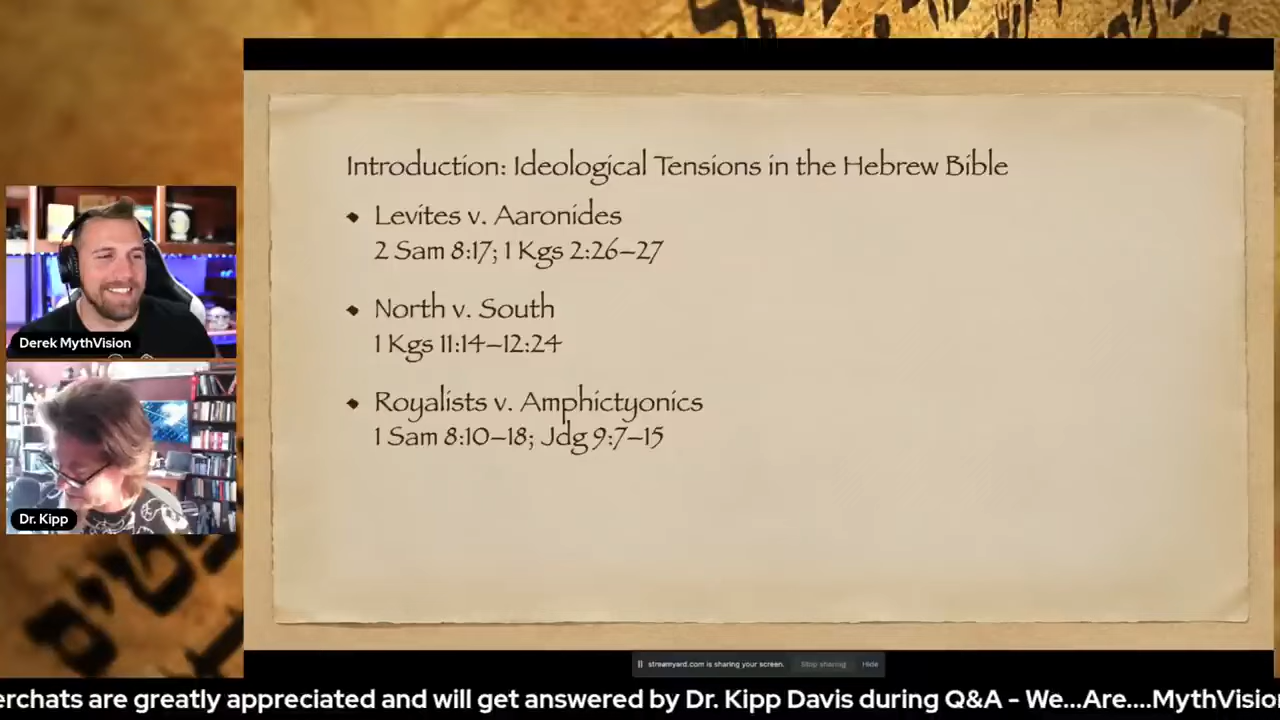 Introduction: Ideological Tensions in the Hebrew Bible
Levites v. Aaronides
2 Sam 8:17; 1 Kgs 2:26–27
North v. South
1 Kgs 11:14–12:24
Royalists v. Amphictyonics
1 Sam 8:10–18; Jdg 9:7–15
Derek MythVision
Dr. Kipp
streamyard.com is sharing your screen. Stop sharing Hide
erchats are greatly appreciated and will get answered by Dr. Kipp Davis during Q&A - We...Are....MythVision